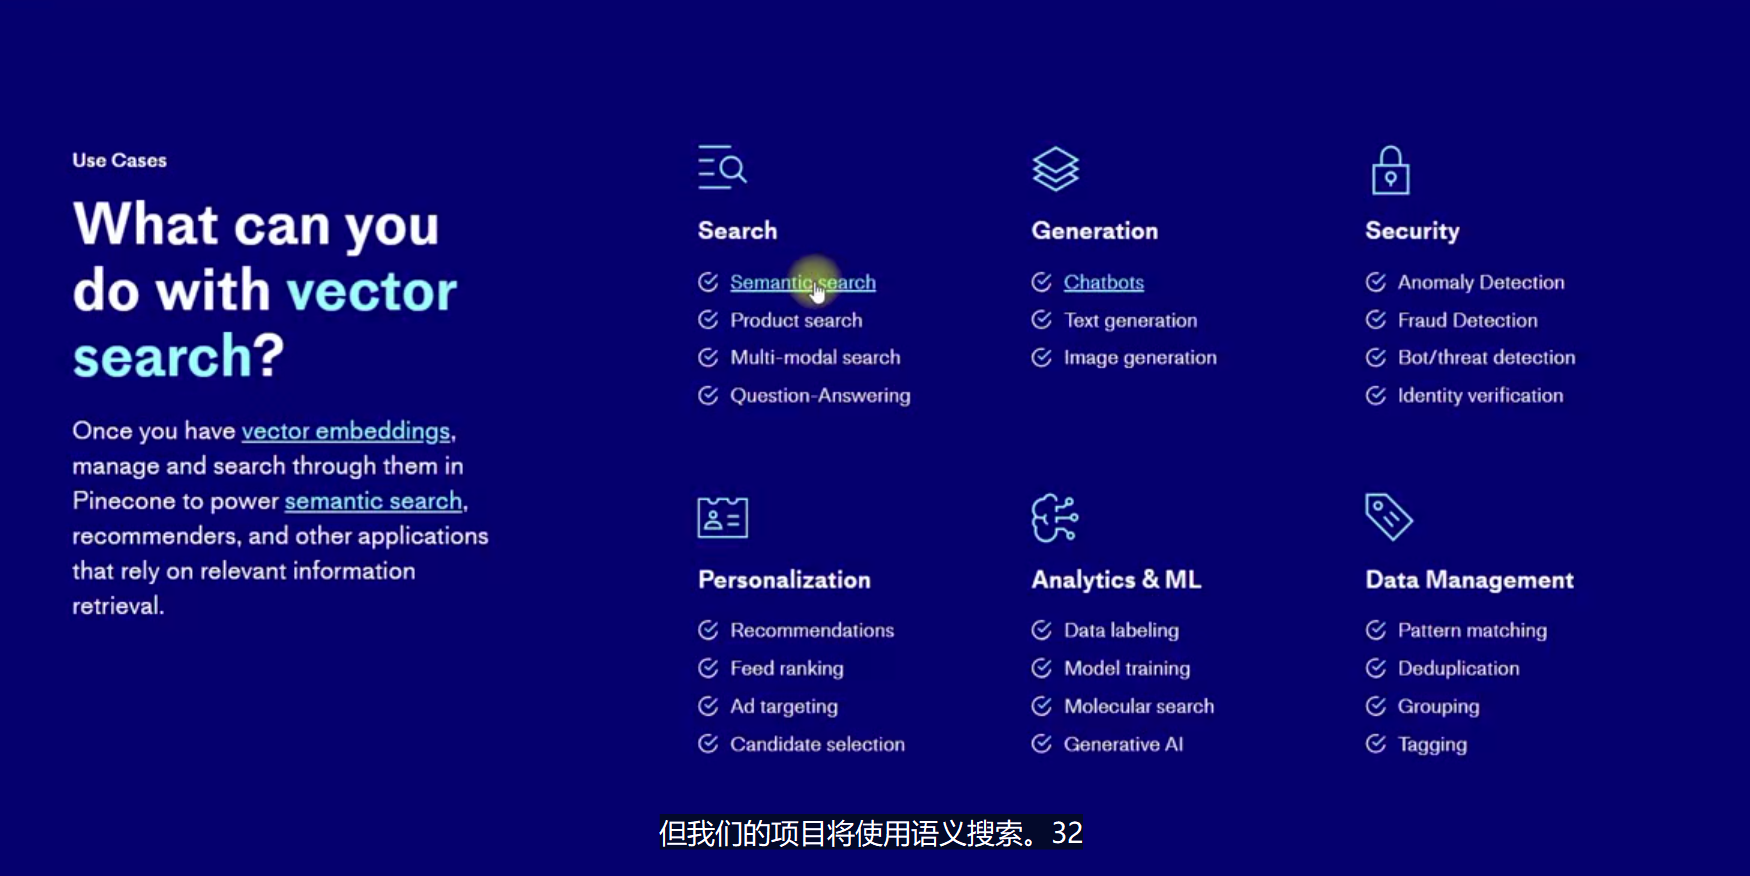 Use Cases
What can you
do with vector
search?
Once you have vector embeddings,
manage and search through them in
Pinecone to power semantic search,
recommenders, and other applications
that rely on relevant information
retrieval.
Search
Semantic search
Product search
Multi-modal search
Question-Answering
Generation
Chatbots
Text generation
Image generation
Security
Anomaly Detection
Fraud Detection
Bot/threat detection
Identity verification
Personalization
Recommendations
Feed ranking
Ad targeting
Candidate selection
Analytics & ML
Data labeling
Model training
Molecular search
Generative AI
Data Management
Pattern matching
Deduplication
Grouping
Tagging
但我们的项目将使用语义搜索。32